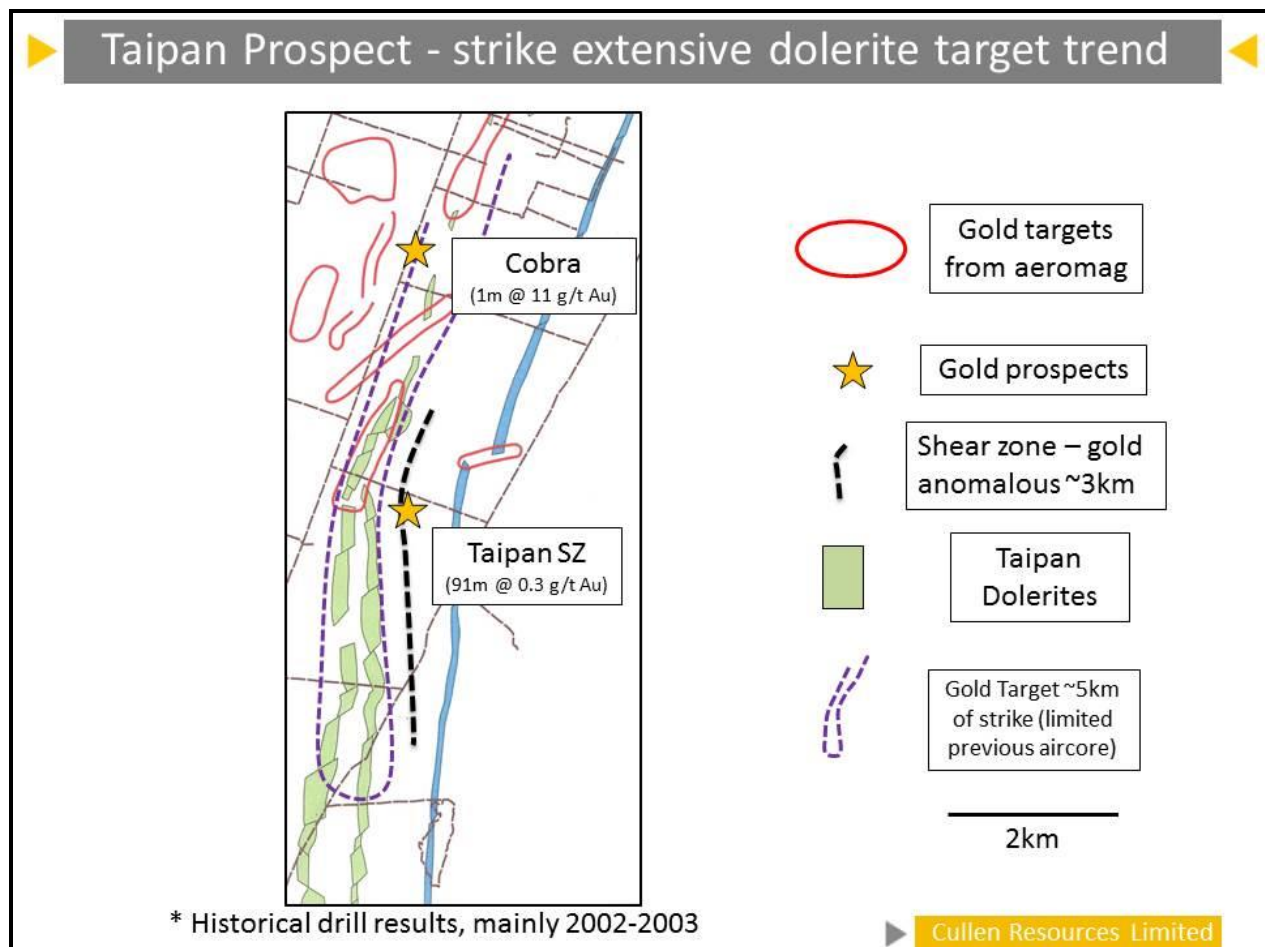 Taipan Prospect - strike extensive dolerite target trend
Cobra
(1m @ 11 g/t Au)
Taipan SZ
(91m @ 0.3 g/t Au)
Gold targets
from aeromag
Gold prospects
Shear zone – gold
anomalous ~3km
Taipan
Dolerites
Gold Target ~5km
of strike (limited
previous aircore)
2km
* Historical drill results, mainly 2002-2003
Cullen Resources Limited